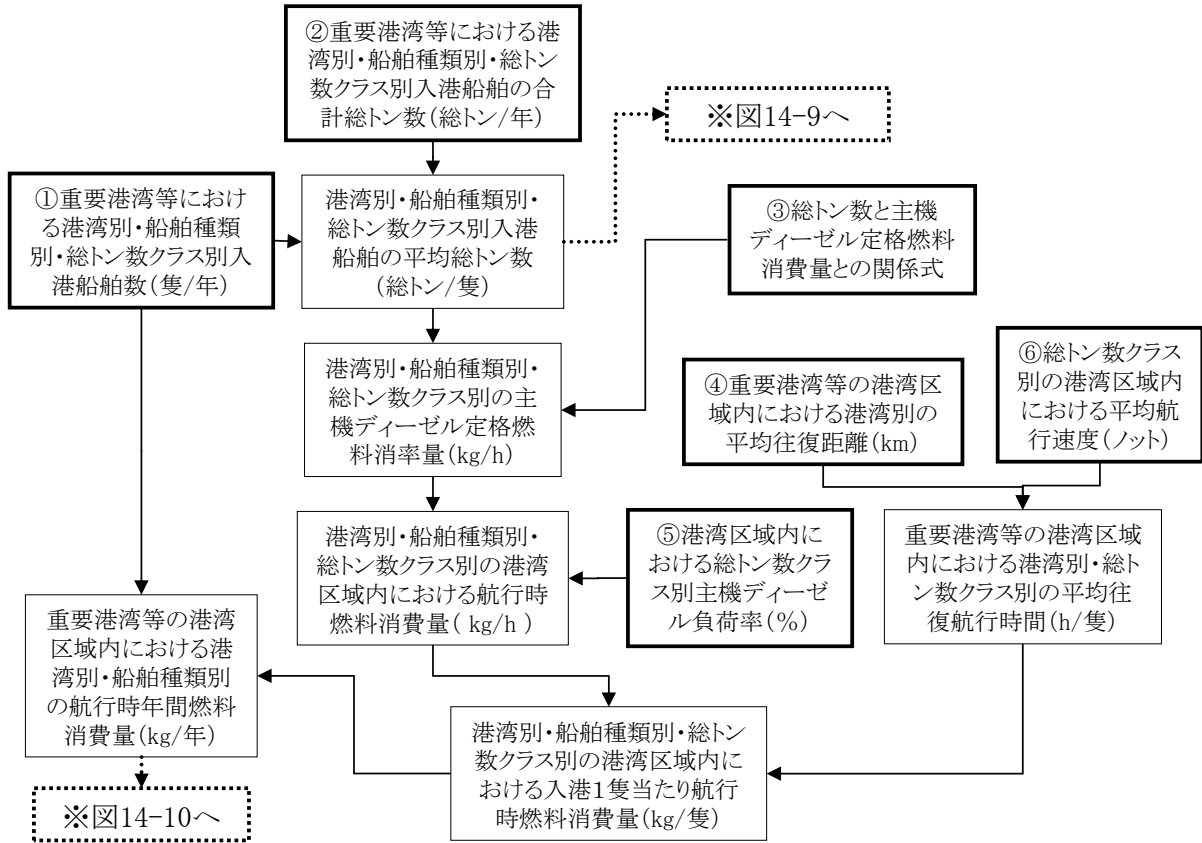 ②重要港湾等における港
湾別・船舶種類別・総トン
数クラス別入港船舶の合
計総トン数(総トン/年)
※図14-9へ
①重要港湾等におけ
る港湾別・船舶種類
別・総トン数クラス別入
港船舶数(隻/年)
港湾別・船舶種類別・
総トン数クラス別入港
船舶の平均総トン数
(総トン/隻)
③総トン数と主機
ディーゼル定格燃料
消費量との関係式
港湾別・船舶種類別・
総トン数クラス別の主
機ディーゼル定格燃
料消率量(kg/h)
④重要港湾等の港湾区
域内における港湾別の
平均往復距離(km)
⑥総トン数クラス
別の港湾区域内
における平均航
行速度(ノット)
港湾別・船舶種類別・
総トン数クラス別の港湾
区域内における航行時
燃料消費量( kg/h )
⑤港湾区域内に
おける総トン数クラ
ス別主機ディーゼ
ル負荷率(%)
重要港湾等の港湾区域
内における港湾別・総ト
ン数クラス別の平均往
復航行時間(h/隻)
重要港湾等の港湾
区域内における港
湾別・船舶種類別
の航行時年間燃料
消費量(kg/年)
港湾別・船舶種類別・総トン
数クラス別の港湾区域内に
おける入港1隻当たり航行
時燃料消費量(kg/隻)
※図14-10へ